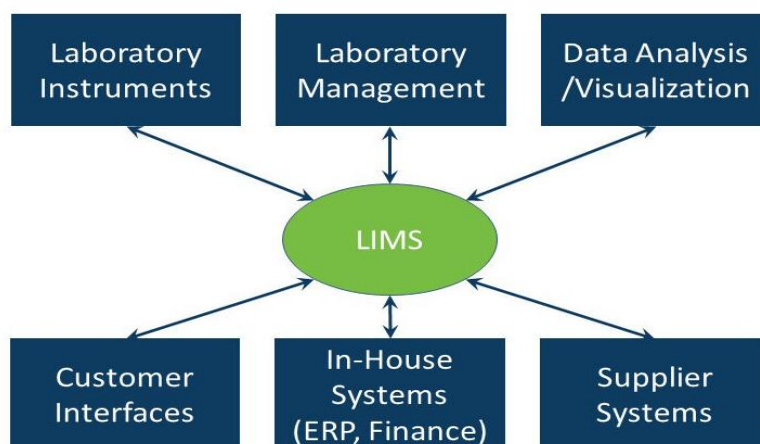 Laboratory
Instruments
Laboratory
Management
Data Analysis
/Visualization
LIMS
Customer
Interfaces
In-House
Systems
(ERP, Finance)
Supplier
Systems